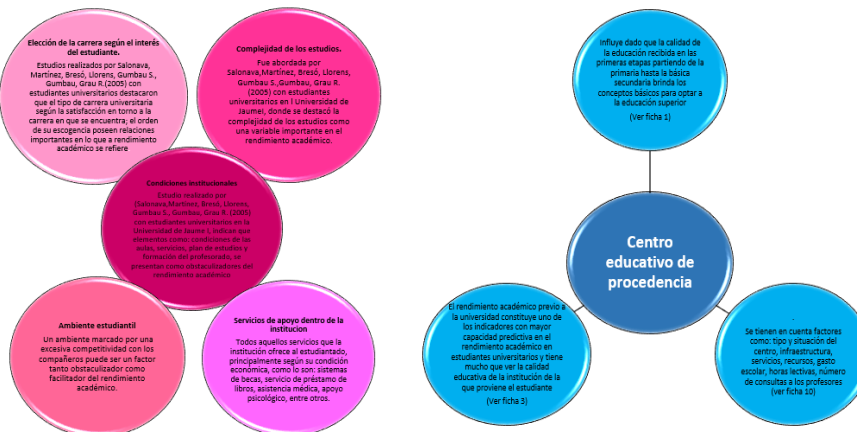 Elección de la carrera según el interés
del estudiante.
Estudios realizados por Salonava,
Martínez, Bresó, Llorens, Gumbau S.,
Gumbau, Grau R.(2005) con
estudiantes universitarios destacaron
que el tipo de carrera universitaria
según la satisfacción en torno a la
carrera en que se encuentra; el orden
de su escogencia poseen relaciones
importantes en lo que a rendimiento
académico se refiere
Complejidad de los estudios.
Fue abordada por
Salonava,Martínez, Bresó, Llorens,
Gumbau S.,Gumbau, Grau R.
(2005) con estudiantes
universitarios en l Universidad de
JaumeI, donde se destacó la
complejidad de los estudios como
una variable importante en el
rendimiento académico.
Condiciones institucionales
Estudio realizado por
(Salonava,Martínez, Bresó, Llorens,
Gumbau S., Gumbau, Grau R. (2005)
con estudiantes universitarios en la
Universidad de Jaume I, indican que
elementos como: condiciones de las
aulas, servicios, plan de estudios y
formación del profesorado, se
presentan como obstaculizadores del
rendimiento académico
Ambiente estudiantil
Un ambiente marcado por una
excesiva competitividad con los
compañeros puede ser un factor
tanto obstaculizador como
facilitador del rendimiento
académico.
Servicios de apoyo dentro de la
institucion
Todos aquellos servicios que la
institución ofrece al estudiantado,
principalmente según su condición
económica, como lo son: sistemas
de becas, servicio de préstamo de
libros, asistencia médica, apoyo
psicológico, entre otros.
Influye dado que la calidad de
la educación recibida en las
primeras etapas partiendo de la
primaria hasta la básica
secundaria brinda los
conceptos básicos para optar a
la educación superior
(Ver ficha 1)
Centro
educativo de
procedencia
El rendimiento académico previo a
la universidad constituye uno de
los indicadores con mayor
capacidad predictiva en el
rendimiento académico en
estudiantes universitarios y tiene
mucho que ver la calidad
educativa de la institución de la
que proviene el estudiante
(Ver ficha 3)
.
Se tienen en cuenta factores
como: tipo y situación del
centro, infraestructura,
servicios, recursos, gasto
escolar, horas lectivas, número
de consultas a los profesores
(ver ficha 10)